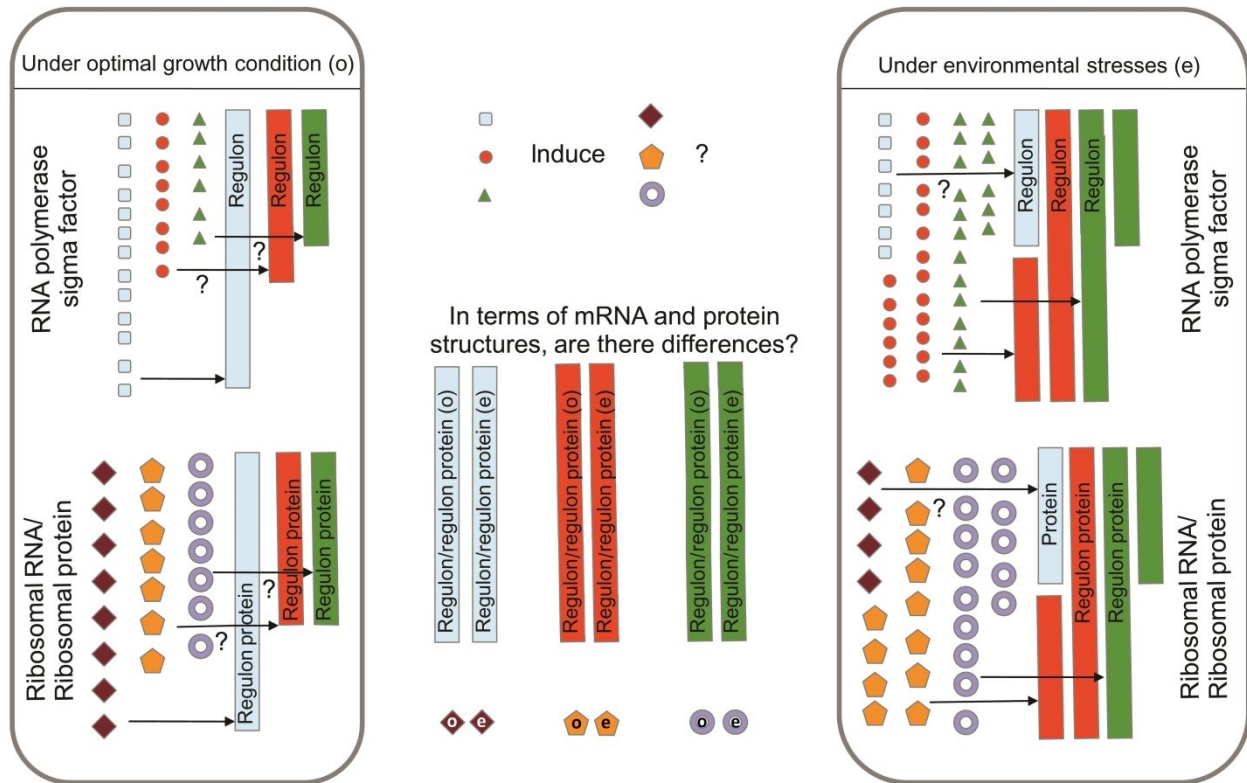 Under optimal growth condition (o)
RNA polymerase
sigma factor
Regulon
Regulon
Regulon
?
?
Ribosomal RNA/
Ribosomal protein
Regulon protein
Regulon protein
Regulon protein
?
?
Induce
?
In terms of mRNA and protein
structures, are there differences?
Regulon/regulon protein (o)
Regulon/regulon protein (e)
Regulon/regulon protein (o)
Regulon/regulon protein (e)
Regulon/regulon protein (o)
Regulon/regulon protein (e)
o e o e o e
Under environmental stresses (e)
Regulon
Regulon
Regulon
?
RNA polymerase
sigma factor
Protein
Regulon protein
Regulon protein
?
Ribosomal RNA/
Ribosomal protein